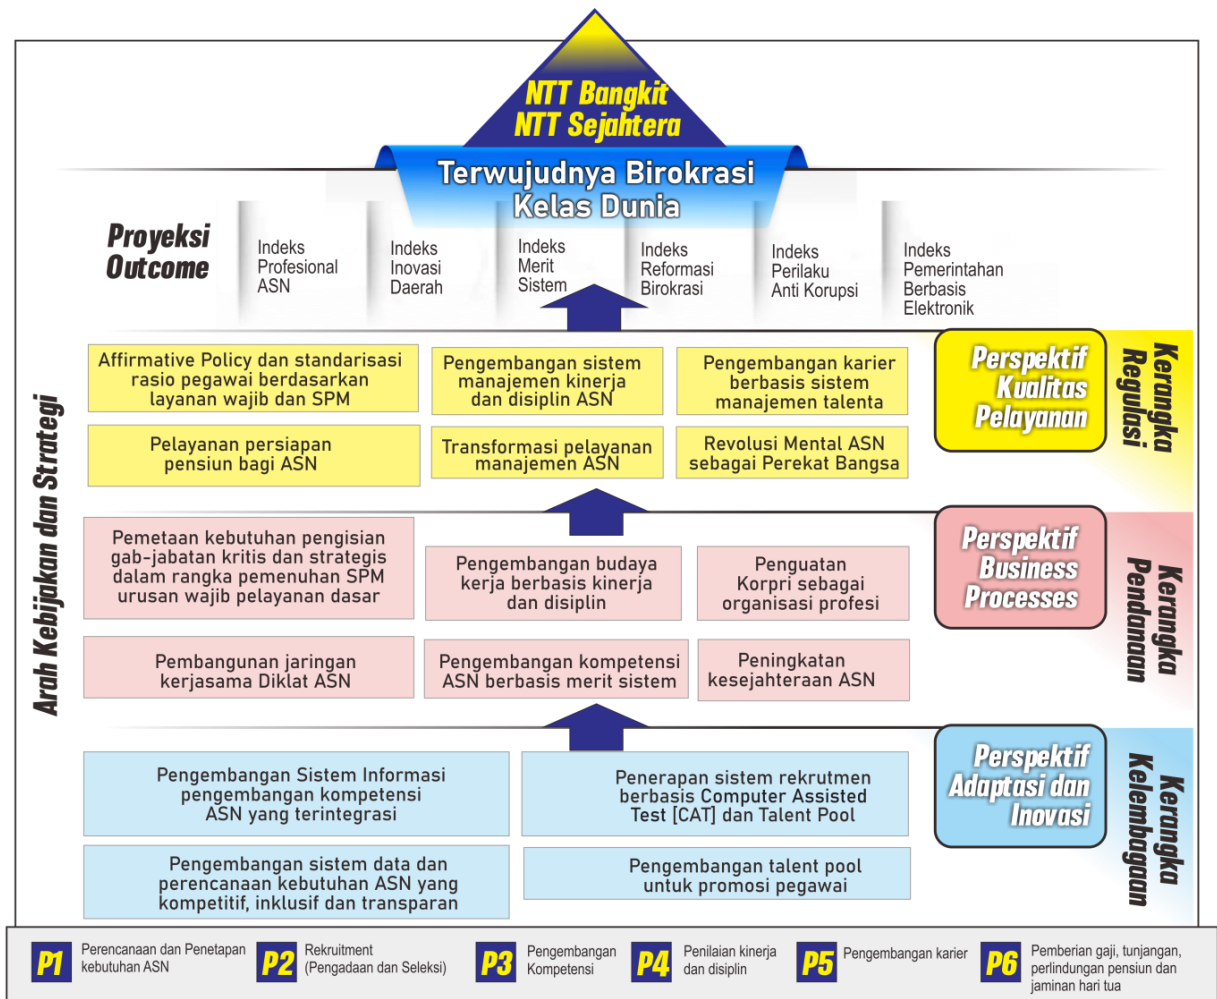 NTT Bangkit
NTT Sejahtera
Terwujudnya Birokrasi
Kelas Dunia
Proyeksi
Outcome
Indeks
Profesional
ASN
Indeks
Inovasi
Daerah
Indeks
Merit
Sistem
Indeks
Reformasi
Birokrasi
Indeks
Perilaku
Anti Korupsi
Indeks
Pemerintahan
Berbasis
Elektronik
Arah Kebijakan dan Strategi
Affirmative Policy dan standarisasi
rasio pegawai berdasarkan
layanan wajib dan SPM
Pengembangan sistem
manajemen kinerja
dan disiplin ASN
Pengembangan karier
berbasis sistem
manajemen talenta
Pelayanan persiapan
pensiun bagi ASN
Transformasi pelayanan
manajemen ASN
Revolusi Mental ASN
sebagai Perekat Bangsa
Perspektif
Kualitas
Pelayanan
Kerangka
Regulasi
Pemetaan kebutuhan pengisian
gab-jabatan kritis dan strategis
dalam rangka pemenuhan SPM
urusan wajib pelayanan dasar
Pengembangan budaya
kerja berbasis kinerja
dan disiplin
Penguatan
Korpri sebagai
organisasi profesi
Pembangunan jaringan
kerjasama Diklat ASN
Pengembangan kompetensi
ASN berbasis merit sistem
Peningkatan
kesejahteraan ASN
Perspektif
Business
Processes
Kerangka
Pendanaan
Pengembangan Sistem Informasi
pengembangan kompetensi
ASN yang terintegrasi
Penerapan sistem rekrutmen
berbasis Computer Assisted
Test [CAT] dan Talent Pool
Pengembangan sistem data dan
perencanaan kebutuhan ASN yang
kompetitif, inklusif dan transparan
Pengembangan talent pool
untuk promosi pegawai
Perspektif
Adaptasi dan
Inovasi
Kerangka
Kelembagaan
P1
Perencanaan dan Penetapan
kebutuhan ASN
P2
Rekruitment
(Pengadaan dan Seleksi)
P3
Pengembangan
Kompetensi
P4
Penilaian kinerja
dan disiplin
P5
Pengembangan karier
P6
Pemberian gaji, tunjangan,
perlindungan pensiun dan
jaminan hari tua